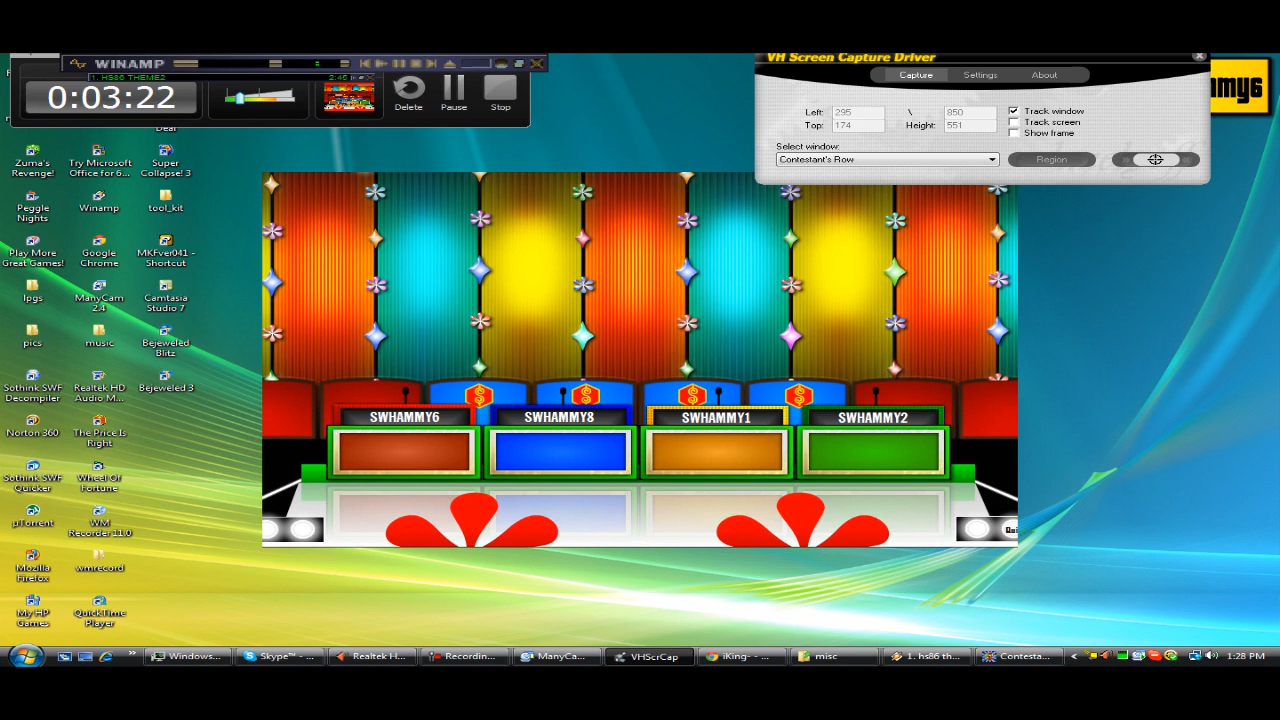 WINAMP
1. HS86 THEME2 2:45
0:03:22
Delete
Pause
Stop
VH Screen Capture Driver
Capture Settings About
Left: 295 \ 850
Top: 174 Height: 551
Track window
Track screen
Show frame
Select window:
Contestant's Row
Region
Zuma's Revenge!
Try Microsoft Office for 6...
Super Collapse! 3
Peggle Nights
Winamp
tool_kit
Play More Great Games!
Google Chrome
MKFver041 - Shortcut
lpgs
ManyCam 2.4
Camtasia Studio 7
pics
music
Bejeweled Blitz
Sothink SWF Decompiler
Realtek HD Audio M...
Bejeweled 3
Norton 360
The Price Is Right
Sothink SWF Quicker
Wheel Of Fortune
µTorrent
WM Recorder 11.0
Mozilla Firefox
wmrecord
My HP Games
QuickTime Player
SWHAMMY6
SWHAMMY8
SWHAMMY1
SWHAMMY2
Windows...
Skype™ - ...
Realtek H...
Recordin...
ManyCa...
VHScrCap
iKing- - ...
misc
1. hs86 th...
Contesta...
1:28 PM